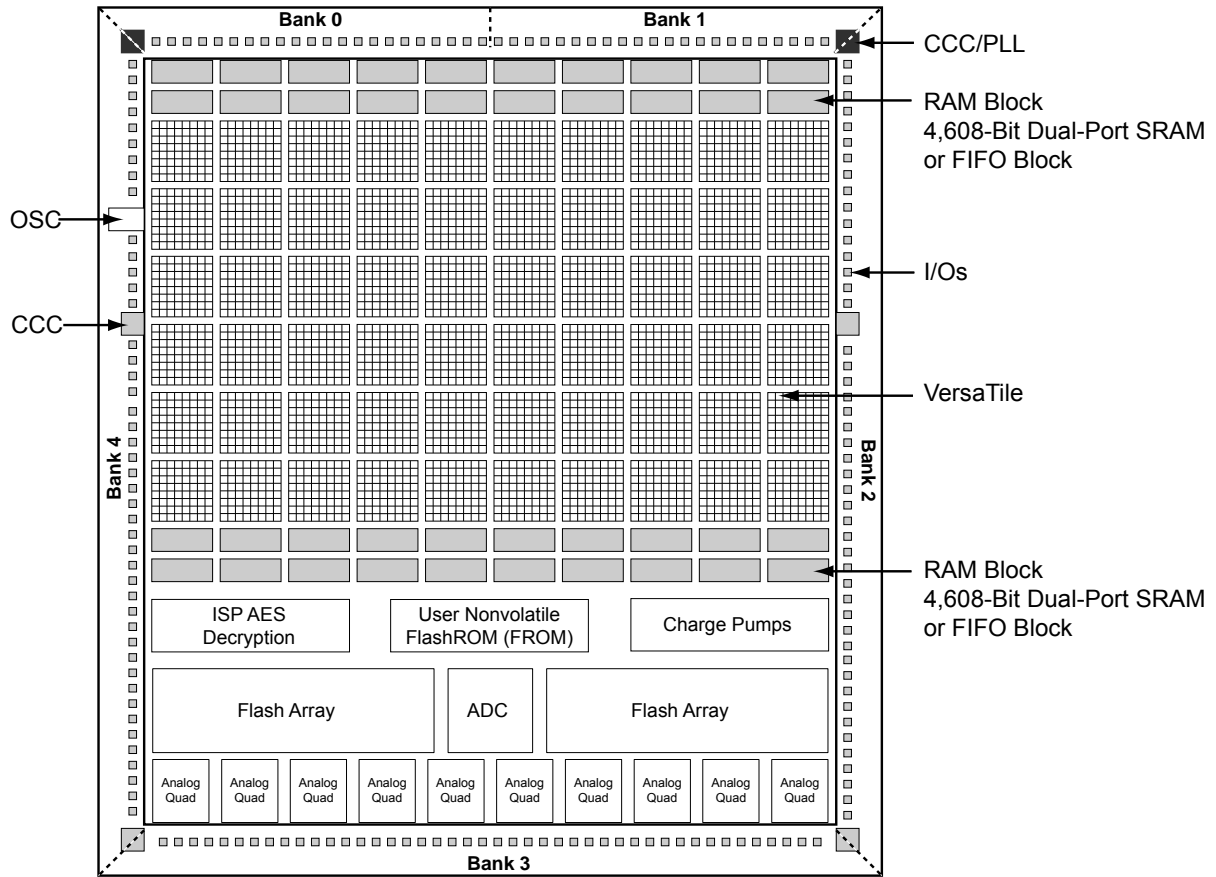 Bank 0
Bank 1
CCC/PLL
RAM Block
4,608-Bit Dual-Port SRAM
or FIFO Block
OSC
I/Os
CCC
VersaTile
Bank 4
Bank 2
RAM Block
4,608-Bit Dual-Port SRAM
or FIFO Block
ISP AES
Decryption
User Nonvolatile
FlashROM (FROM)
Charge Pumps
Flash Array
ADC
Flash Array
Analog
Quad
Analog
Quad
Analog
Quad
Analog
Quad
Analog
Quad
Analog
Quad
Analog
Quad
Analog
Quad
Analog
Quad
Analog
Quad
Bank 3